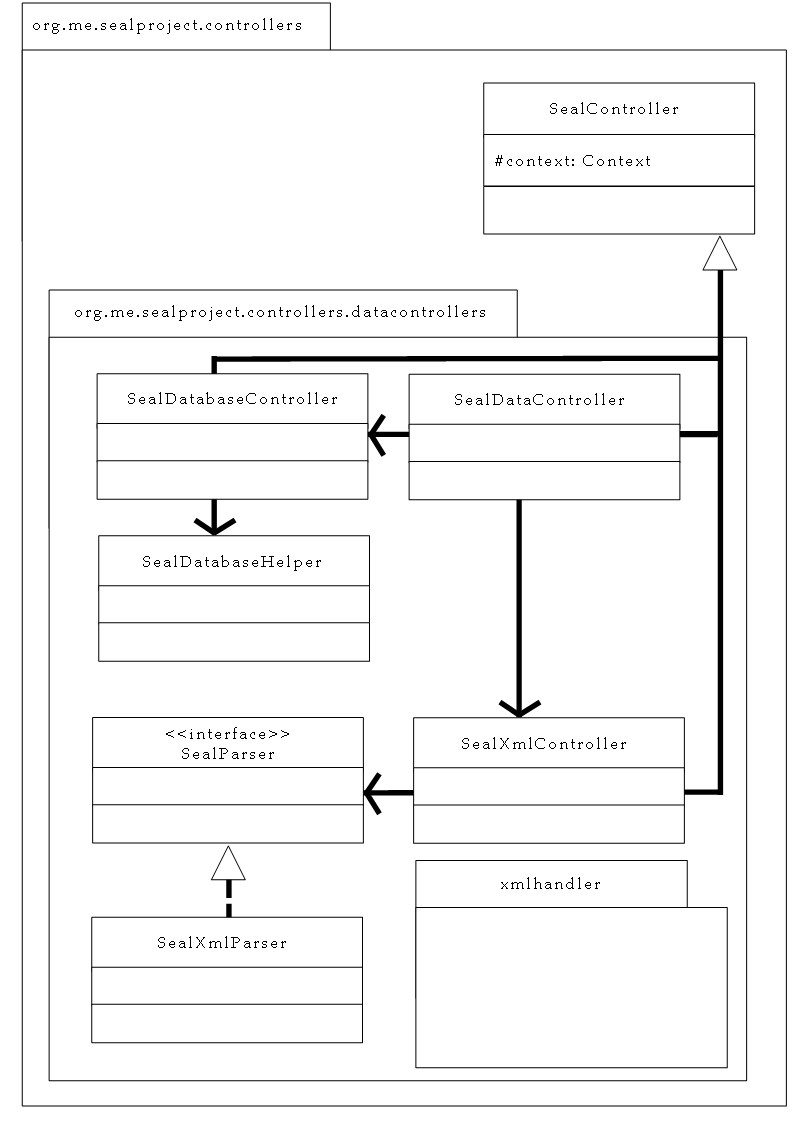 org.me.sealproject.controllers
SealController
#context: Context
org.me.sealproject.controllers.datacontrollers
SealDatabaseController
SealDataController
SealDatabaseHelper
<<interface>>
SealParser
SealXmlController
xmlhandler
SealXmlParser